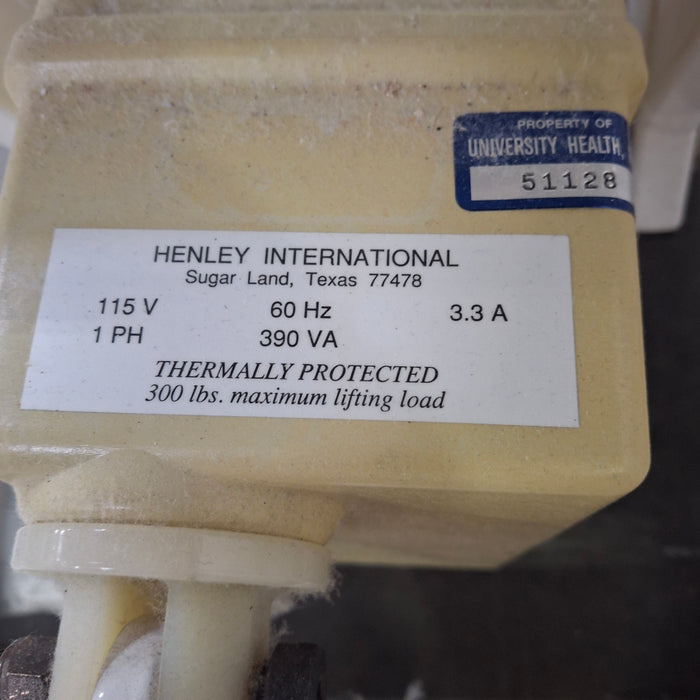 PROPERTY OF
UNIVERSITY HEALTH,
51128
HENLEY INTERNATIONAL
Sugar Land, Texas 77478
115 V 60 Hz 3.3 A
1 PH 390 VA
THERMALLY PROTECTED
300 lbs. maximum lifting load